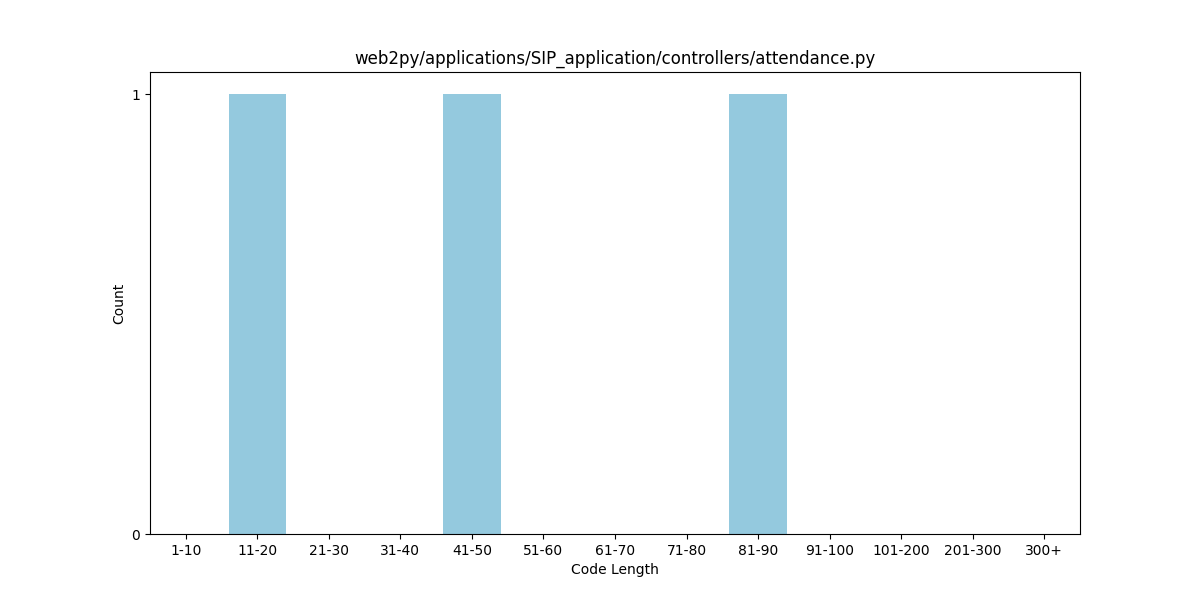 web2py/applications/SIP_application/controllers/attendance.py
1
Count
0
1-10 11-20 21-30 31-40 41-50 51-60 61-70 71-80 81-90 91-100 101-200 201-300 300+
Code Length